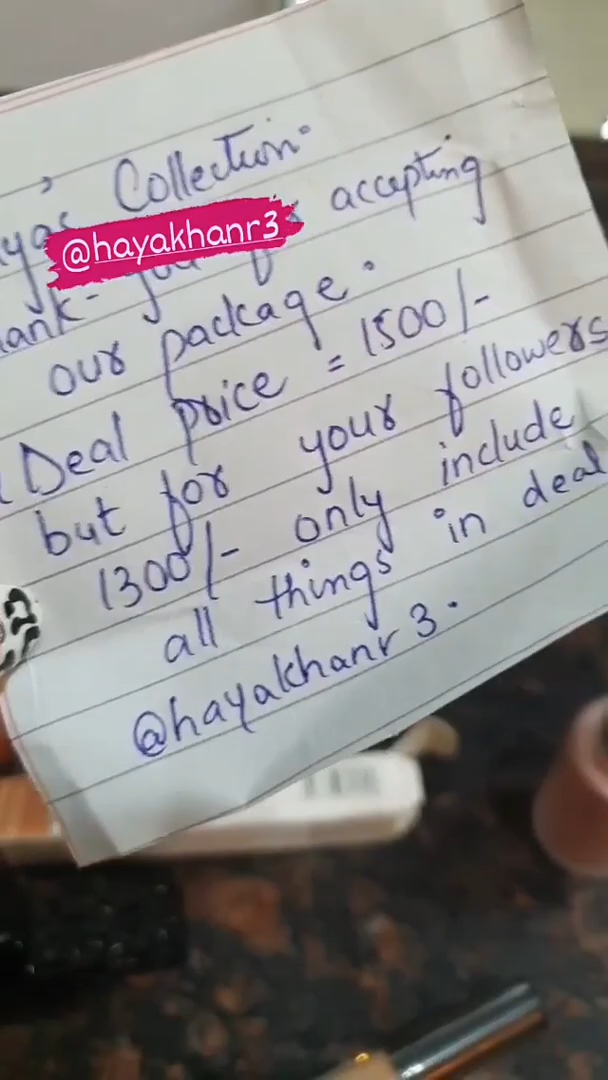 Collection.
@hayakhanr3
accepting
our package.
Deal price = 1500/-
but for your followers
1300/- only include
all things in deal
@hayakhanr3.